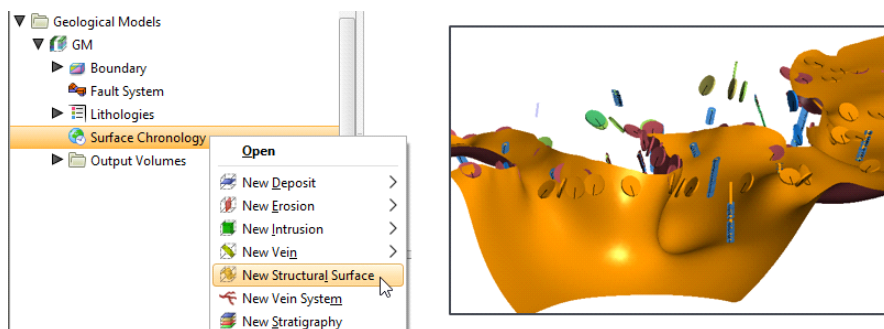 Geological Models
GM
Boundary
Fault System
Lithologies
Surface Chronology
Output Volumes
Open
New Deposit
New Erosion
New Intrusion
New Vein
New Structural Surface
New Vein System
New Stratigraphy